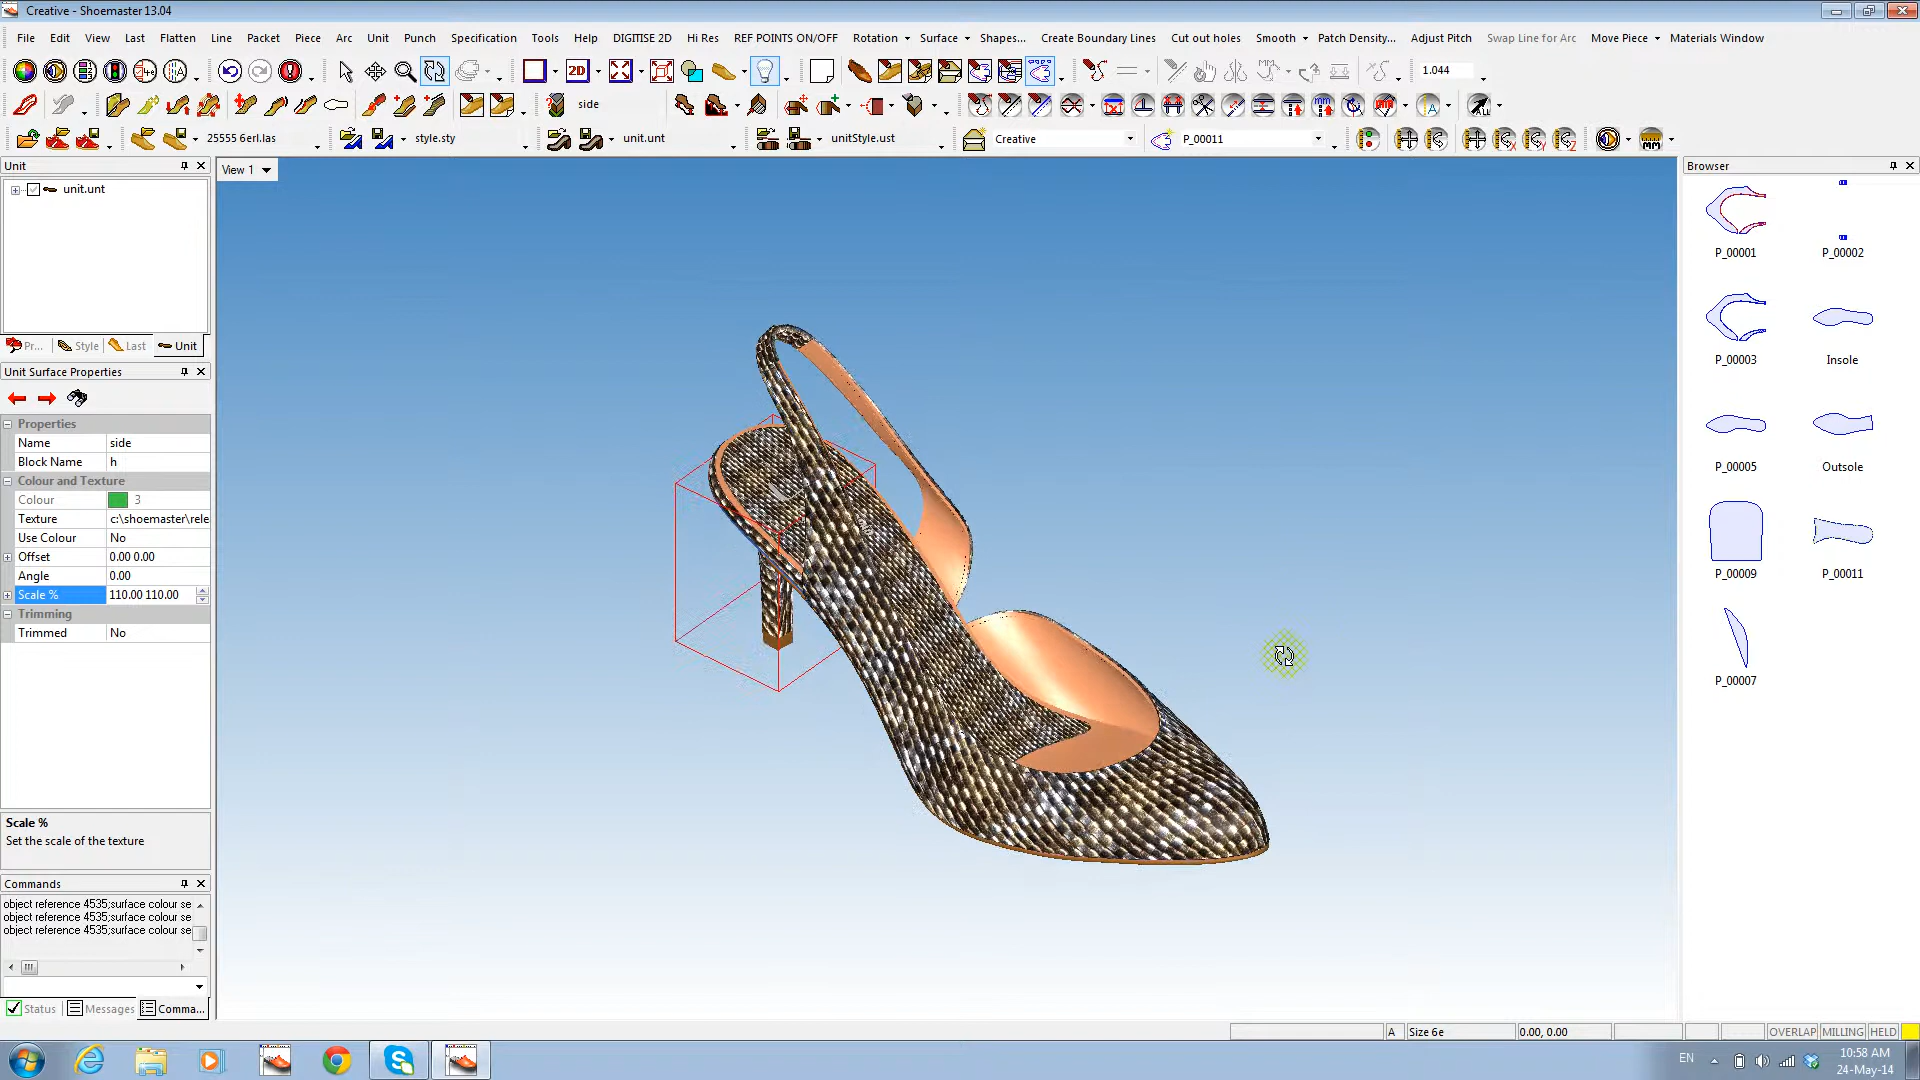 Creative - Shoemaster 13.04
File Edit View Last Flatten Line Packet Piece Arc Unit Punch Specification Tools Help DIGITISE 2D Hi Res REF POINTS ON/OFF Rotation Surface Shapes... Create Boundary Lines Cut out holes Smooth Patch Density... Adjust Pitch Swap Line for Arc Move Piece Materials Window
2D 1.044
side ALL
25555 6erl.las style.sty unit.unt unitStyle.ust Creative P_00011 MM
Unit
View 1
Browser
unit.unt
P_00001 P_00002
Pr... Style Last Unit
P_00003 Insole
Unit Surface Properties
Properties
Name side
Block Name h
P_00005 Outsole
Colour and Texture
Colour 3
Texture c:\shoemaster\rele
Use Colour No
Offset 0.00 0.00
Angle 0.00
P_00009 P_00011
Scale % 110.00 110.00
Trimming
Trimmed No
P_00007
Scale %
Set the scale of the texture
Commands
object reference 4535;surface colour se
object reference 4535;surface colour se
object reference 4535;surface colour se
Status Messages Comma...
A Size 6e 0.00, 0.00 OVERLAP MILLING HELD
EN 10:58 AM
24-May-14